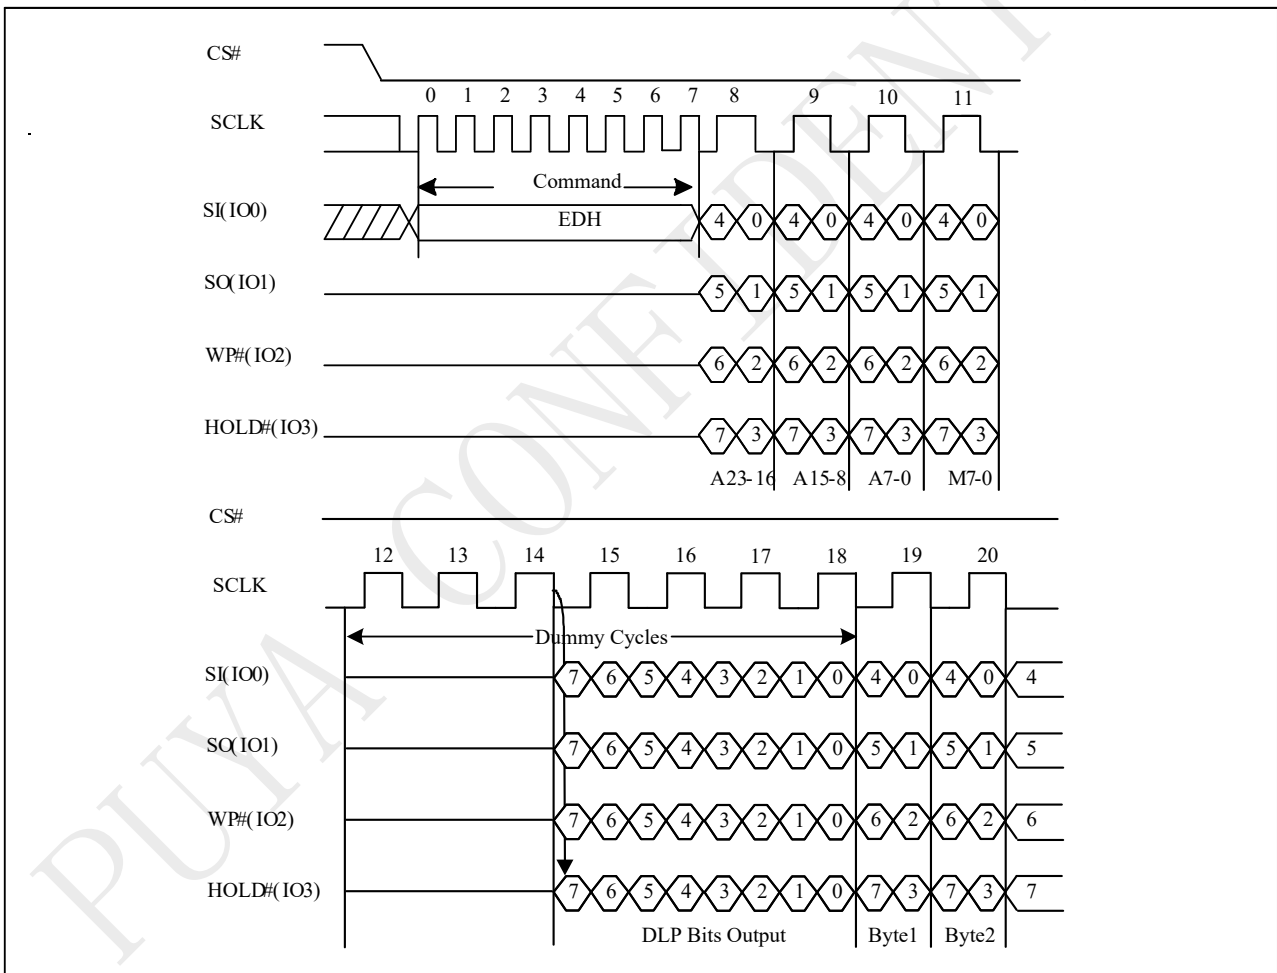 CS#
0 1 2 3 4 5 6 7 8 9 10 11
SCLK
Command
SI(IO0) EDH 4 0 4 0 4 0 4 0
SO(IO1) 5 1 5 1 5 1 5 1
WP#(IO2) 6 2 6 2 6 2 6 2
HOLD#(IO3) 7 3 7 3 7 3 7 3
A23-16 A15-8 A7-0 M7-0
CS#
12 13 14 15 16 17 18 19 20
SCLK
Dummy Cycles
SI(IO0) 7 6 5 4 3 2 1 0 4 0 4 0 4
SO(IO1) 7 6 5 4 3 2 1 0 5 1 5 1 5
WP#(IO2) 7 6 5 4 3 2 1 0 6 2 6 2 6
HOLD#(IO3) 7 6 5 4 3 2 1 0 7 3 7 3 7
DLP Bits Output Byte1 Byte2
PUYA CONFIDENT